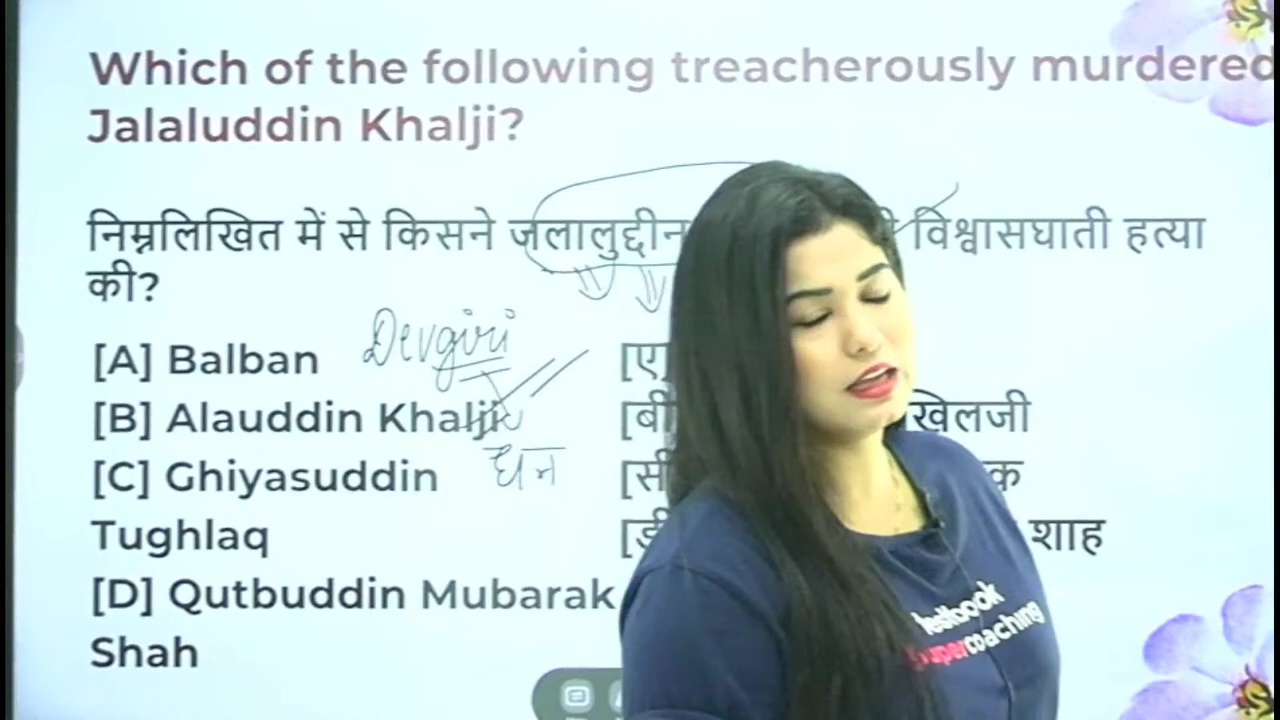 Which of the following treacherously murdered
Jalaluddin Khalji?
निम्नलिखित में से किसने जलालुद्दीन विश्वासघाती हत्या
की?
Devgiri
[A] Balban [ए]
[B] Alauddin Khalji [बी खिलजी
धन
[C] Ghiyasuddin [सी क
Tughlaq [डी शाह
[D] Qutbuddin Mubarak
Shah
testbook
supercoaching